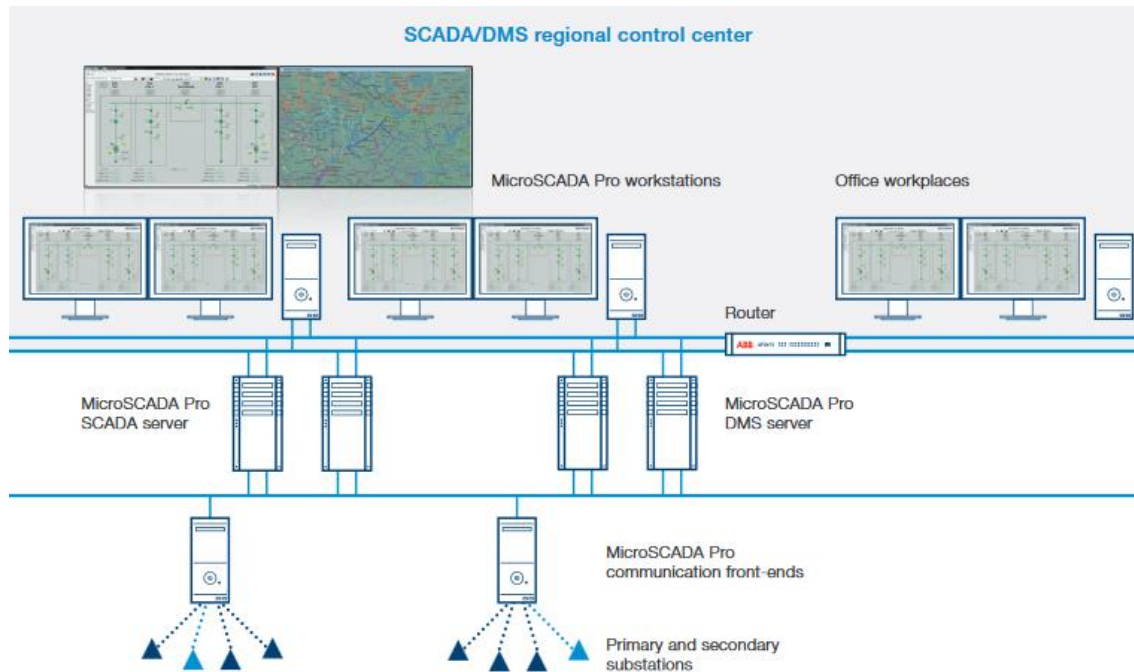 SCADA/DMS regional control center
MicroSCADA Pro workstations
Office workplaces
Router
ABB
MicroSCADA Pro
SCADA server
MicroSCADA Pro
DMS server
MicroSCADA Pro
communication front-ends
Primary and secondary
substations